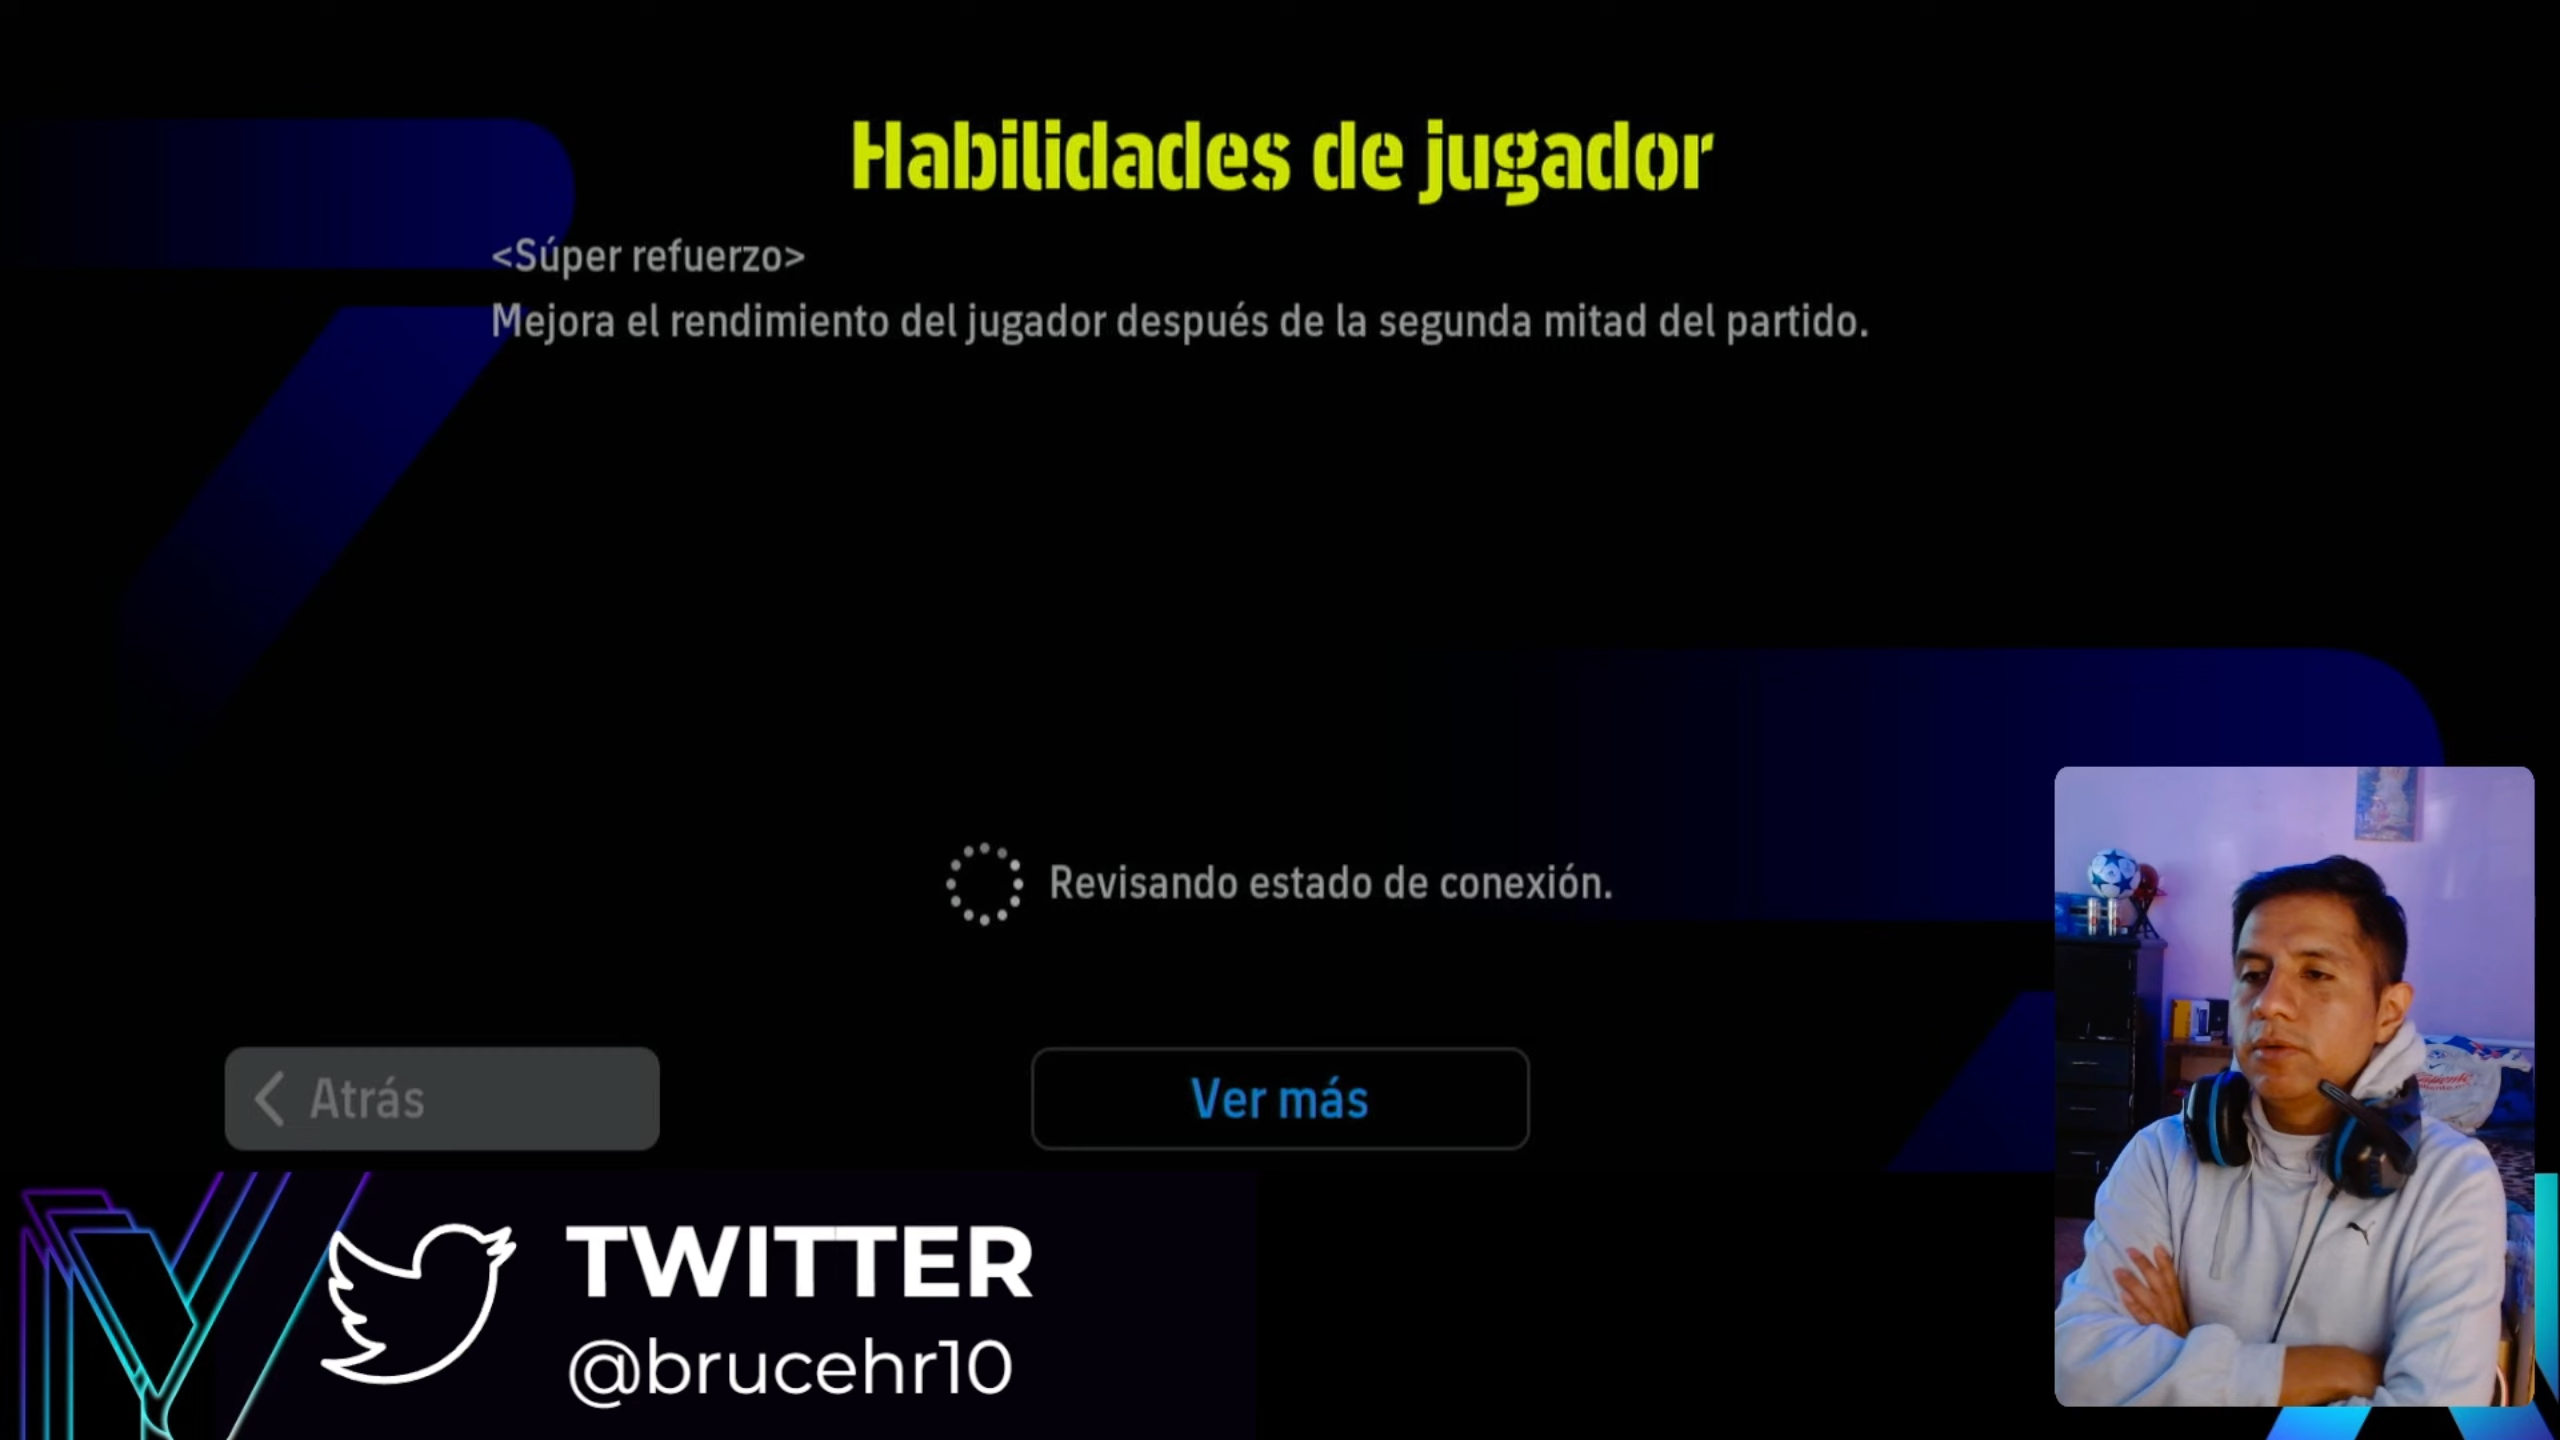 Habilidades de jugador
<Súper refuerzo>
Mejora el rendimiento del jugador después de la segunda mitad del partido.
Revisando estado de conexión.
Atrás
Ver más
TWITTER
@brucehr10